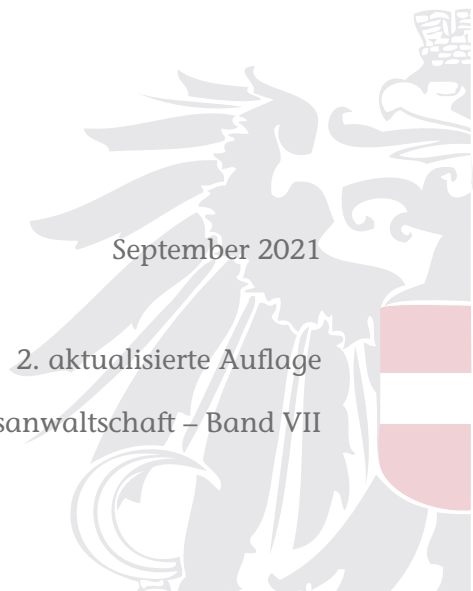 September 2021
2. aktualisierte Auflage
sanwaltschaft – Band VII